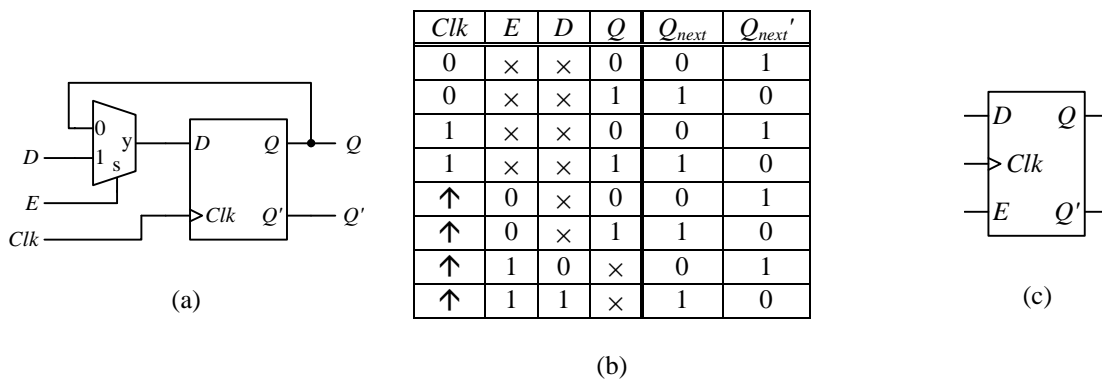 0
1
y
s
D
E
Clk
D
Q
Clk
Q'
Q
Q'
(a)
Clk E D Q Qnext Qnext'
0 × × 0 0 1
0 × × 1 1 0
1 × × 0 0 1
1 × × 1 1 0
↑ 0 × 0 0 1
↑ 0 × 1 1 0
↑ 1 0 × 0 1
↑ 1 1 × 1 0
(b)
D Q
Clk
E Q'
(c)